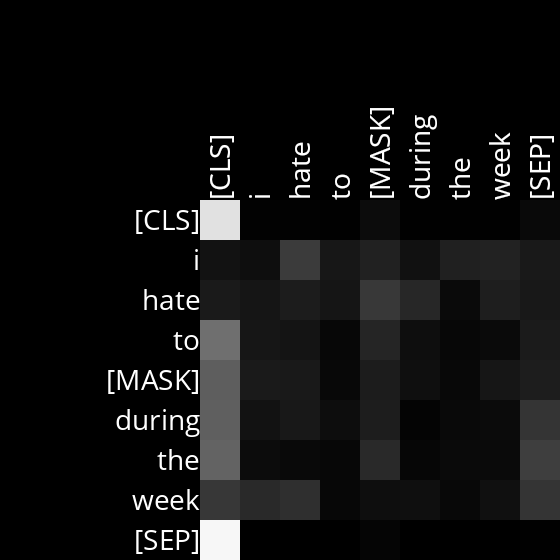 [CLS] i hate to [MASK] during the week [SEP]
[CLS]
i
hate
to
[MASK]
during
the
week
[SEP]